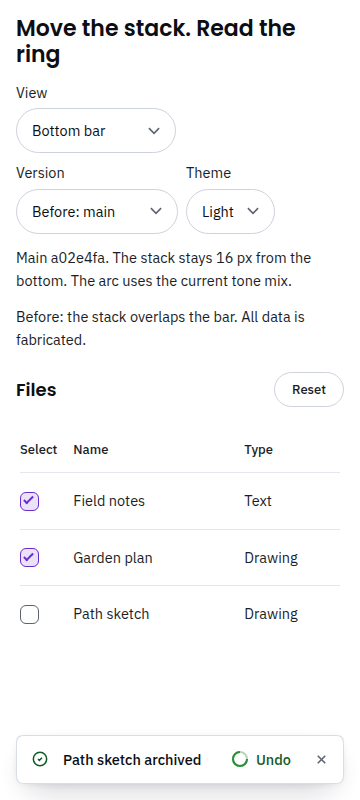 Move the stack. Read the
ring
View
Bottom bar
Version
Theme
Before: main
Light
Main a02e4fa. The stack stays 16 px from the
bottom. The arc uses the current tone mix.
Before: the stack overlaps the bar. All data is
fabricated.
Files
Reset
Select Name Type
Field notes Text
Garden plan Drawing
Path sketch Drawing
Path sketch archived Undo